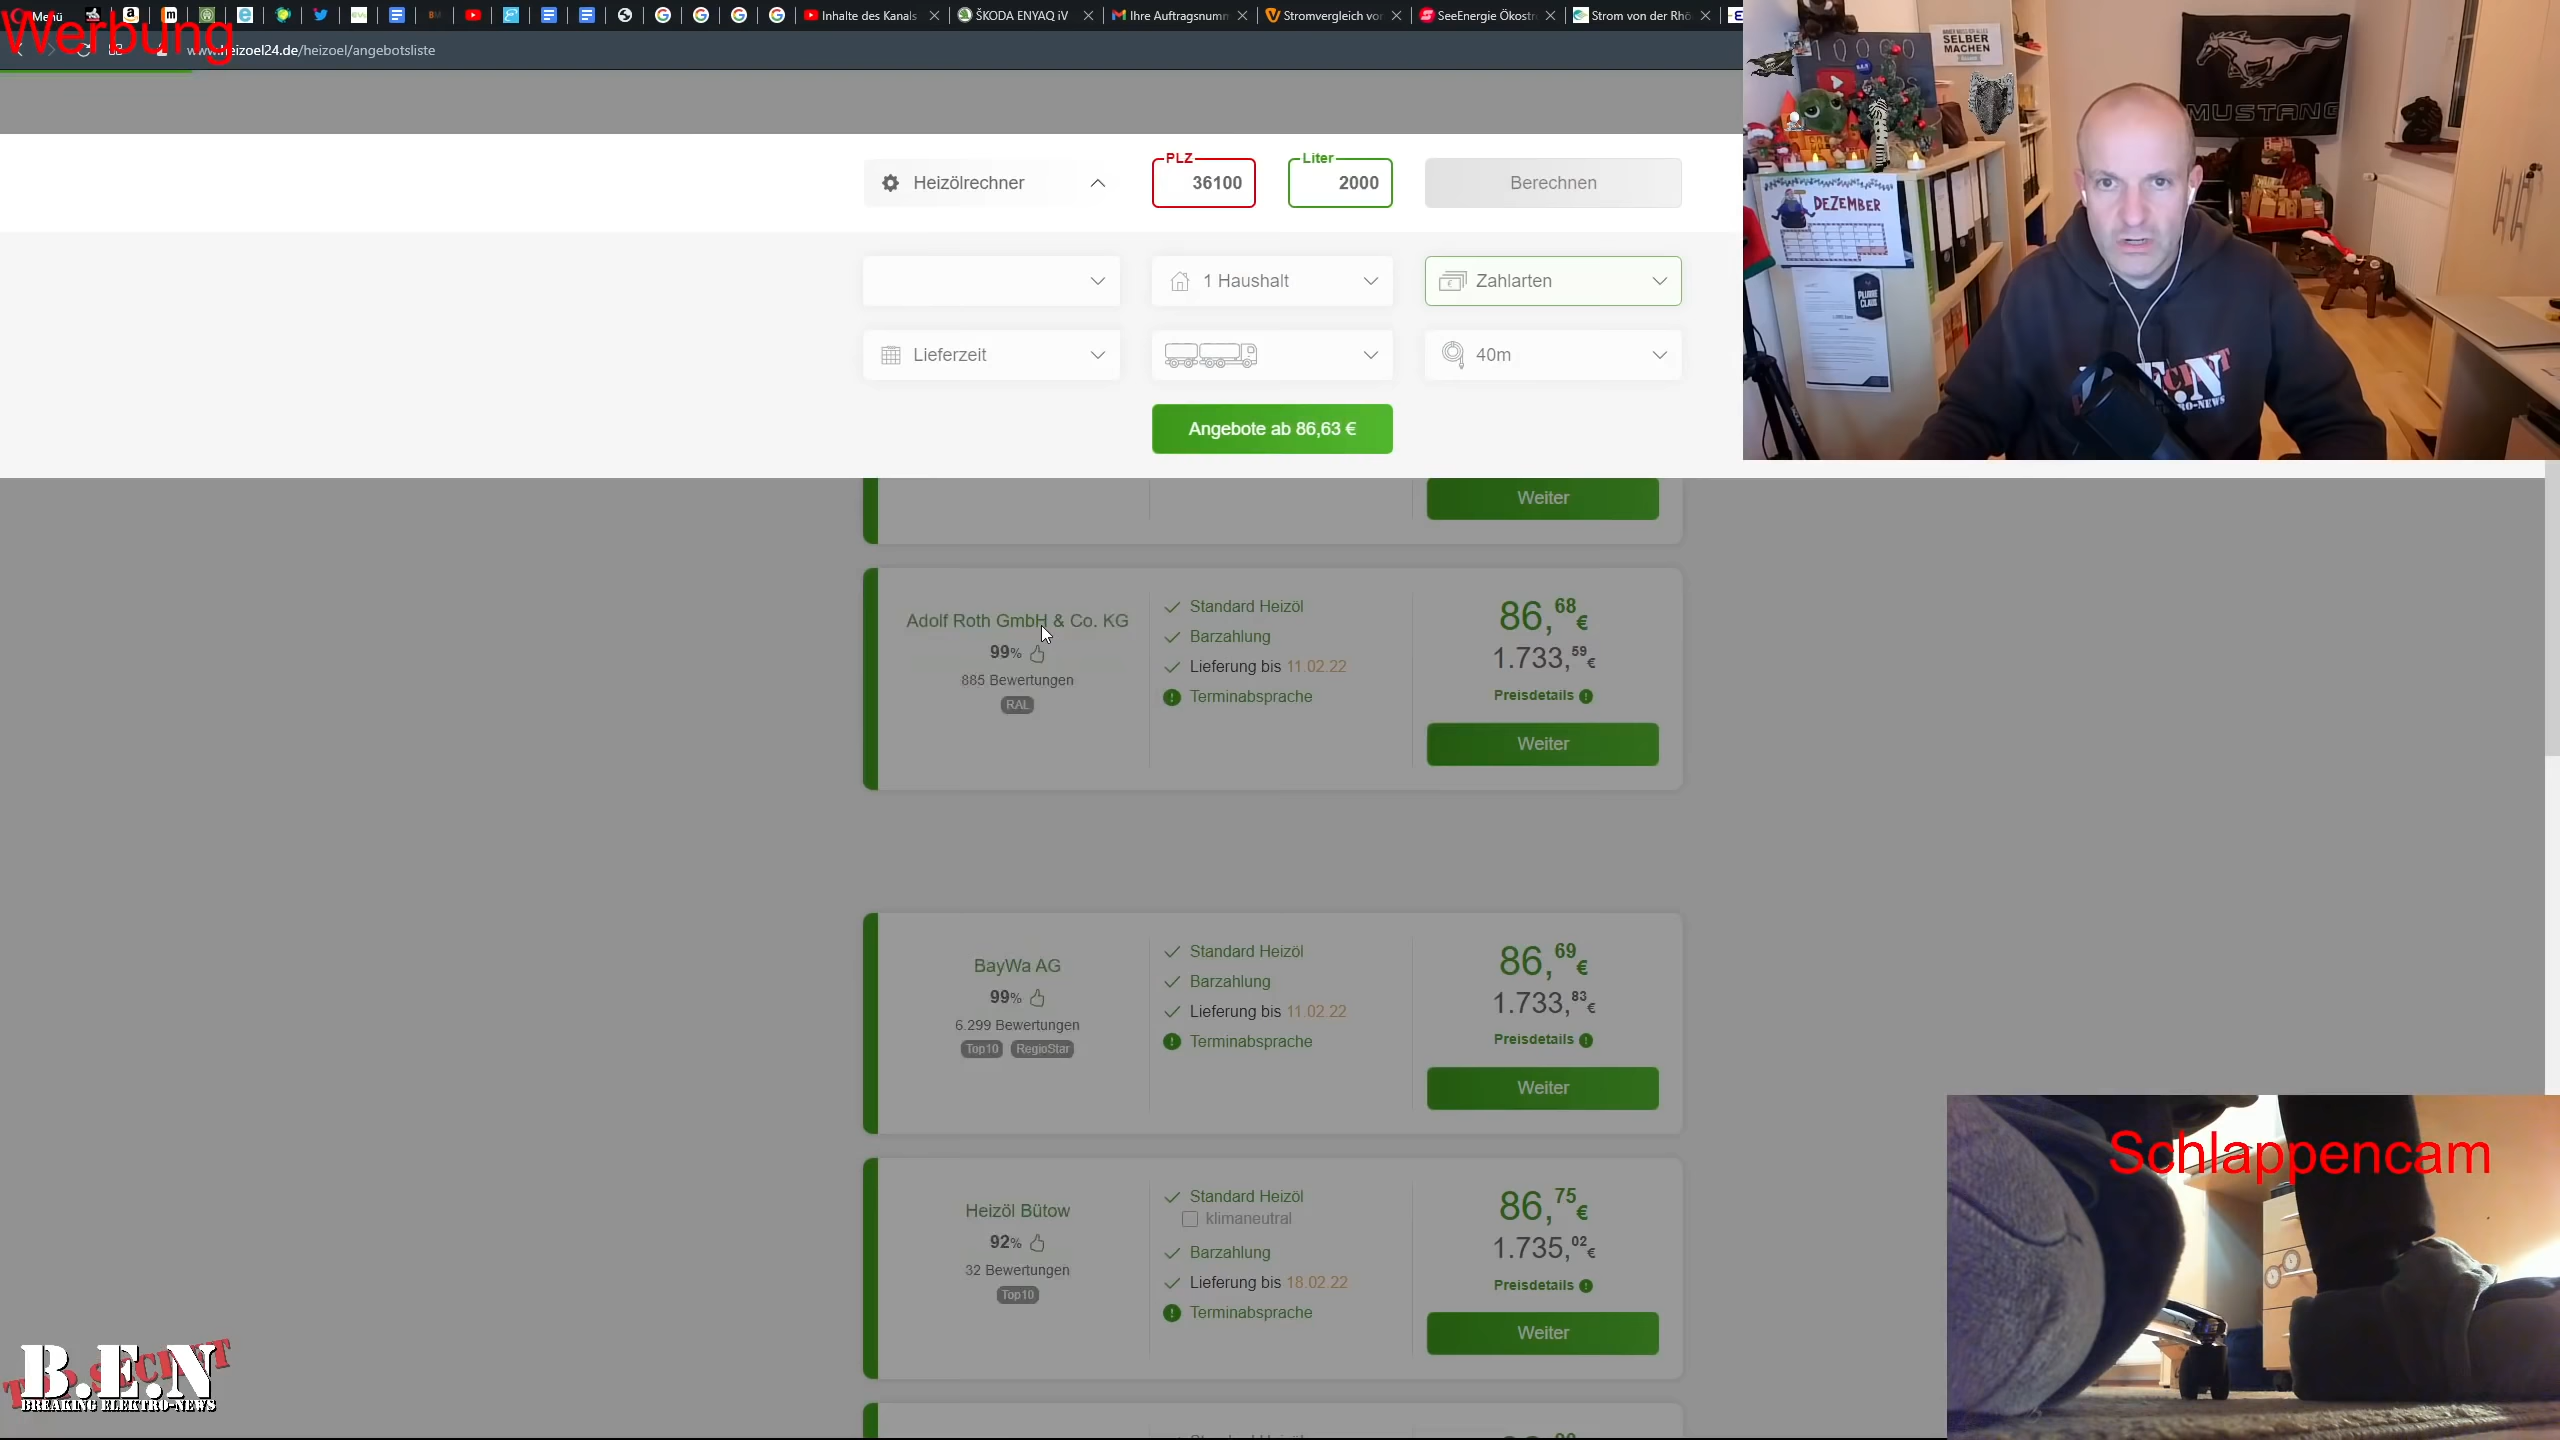 Werbung
Menü
Inhalte des Kanals
ŠKODA ENYAQ iV
Ihre Auftragsnumm
Stromvergleich vo
SeeEnergie Ökostr
Strom von der Rhö
www.heizoel24.de/heizoel/angebotsliste
Heizölrechner
PLZ
36100
Liter
2000
Berechnen
1 Haushalt
Zahlarten
Lieferzeit
40m
Angebote ab 86,63 €
Weiter
Adolf Roth GmbH & Co. KG
99%
885 Bewertungen
RAL
Standard Heizöl
Barzahlung
Lieferung bis 11.02.22
Terminabsprache
86,68 €
1.733,59 €
Preisdetails
Weiter
BayWa AG
99%
6.299 Bewertungen
Top10 RegioStar
Standard Heizöl
Barzahlung
Lieferung bis 11.02.22
Terminabsprache
86,69 €
1.733,83 €
Preisdetails
Weiter
Heizöl Bütow
92%
32 Bewertungen
Top10
Standard Heizöl
klimaneutral
Barzahlung
Lieferung bis 18.02.22
Terminabsprache
86,75 €
1.735,02 €
Preisdetails
Weiter
SELBER
MACHEN
MUSTANG
DEZEMBER
B.E.N
Schlappencam
B.E.N
BREAKING ELEKTRO-NEWS